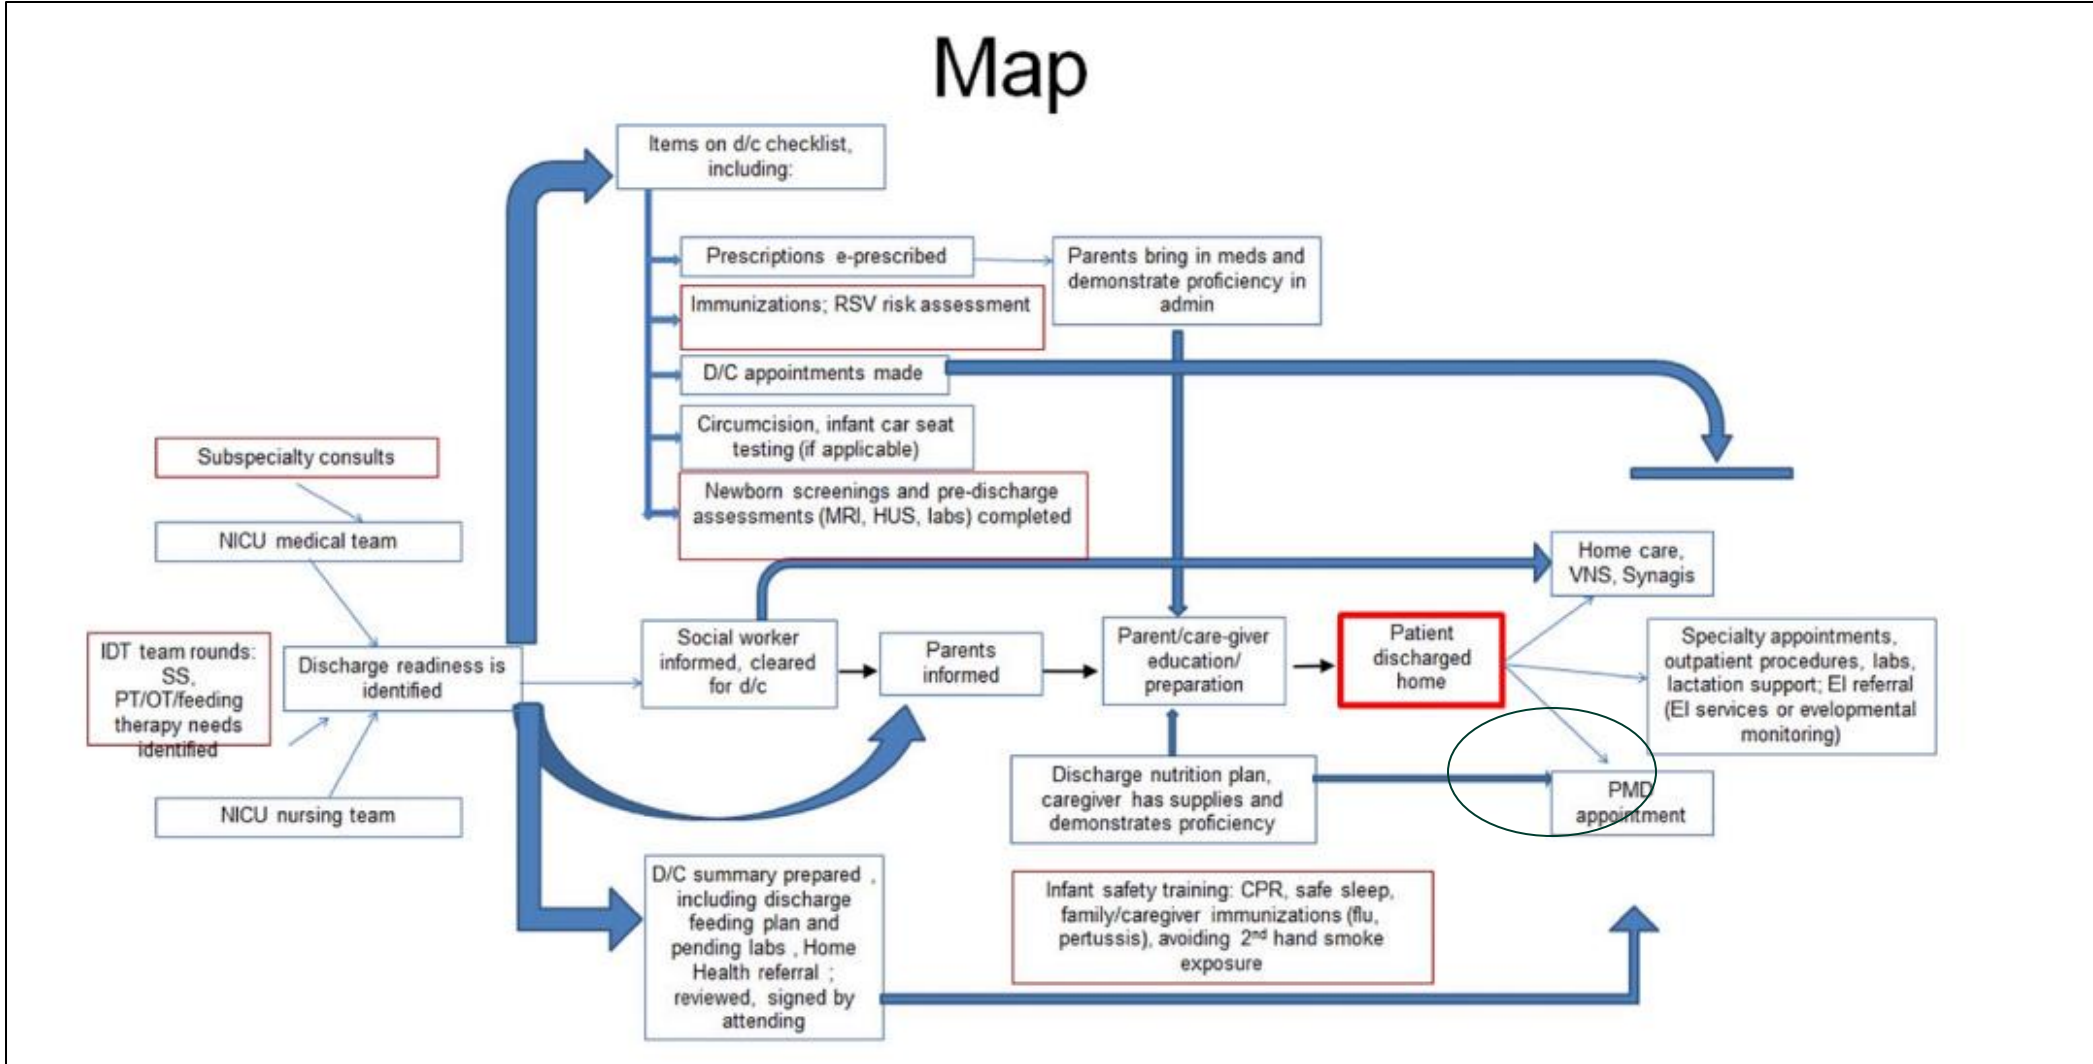 Map
Items on d/c checklist,
including:
Prescriptions e-prescribed
Parents bring in meds and
demonstrate proficiency in
admin
Immunizations; RSV risk assessment
D/C appointments made
Circumcision, infant car seat
testing (if applicable)
Newborn screenings and pre-discharge
assessments (MRI, HUS, labs) completed
Subspecialty consults
NICU medical team
IDT team rounds:
SS,
PT/OT/feeding
therapy needs
identified
Discharge readiness is
identified
NICU nursing team
Social worker
informed, cleared
for d/c
Parents
informed
Parent/care-giver
education/
preparation
Patient
discharged
home
Home care,
VNS, Synagis
Specialty appointments,
outpatient procedures, labs,
lactation support; EI referral
(EI services or evelopmental
monitoring)
PMD
appointment
Discharge nutrition plan,
caregiver has supplies and
demonstrates proficiency
D/C summary prepared ,
including discharge
feeding plan and
pending labs , Home
Health referral ;
reviewed, signed by
attending
Infant safety training: CPR, safe sleep,
family/caregiver immunizations (flu,
pertussis), avoiding 2nd hand smoke
exposure